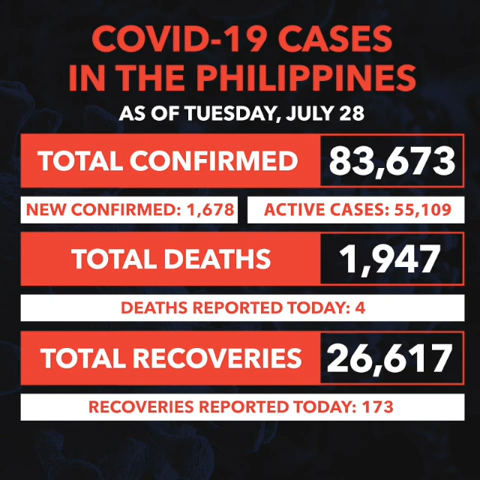 COVID-19 CASES
IN THE PHILIPPINES
AS OF TUESDAY, JULY 28
TOTAL CONFIRMED 83,673
NEW CONFIRMED: 1,678 ACTIVE CASES: 55,109
TOTAL DEATHS 1,947
DEATHS REPORTED TODAY: 4
TOTAL RECOVERIES 26,617
RECOVERIES REPORTED TODAY: 173